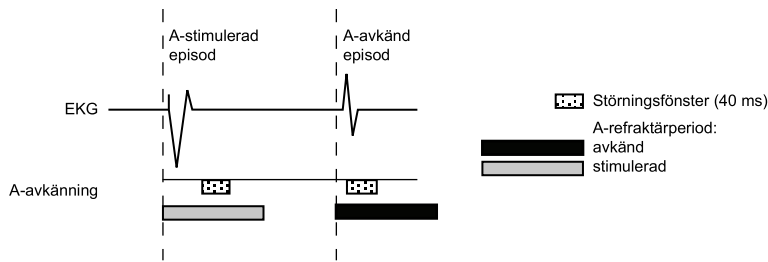 A-stimulerad
episod
A-avkänd
episod
EKG
A-avkänning
Störningsfönster (40 ms)
A-refraktärperiod:
avkänd
stimulerad